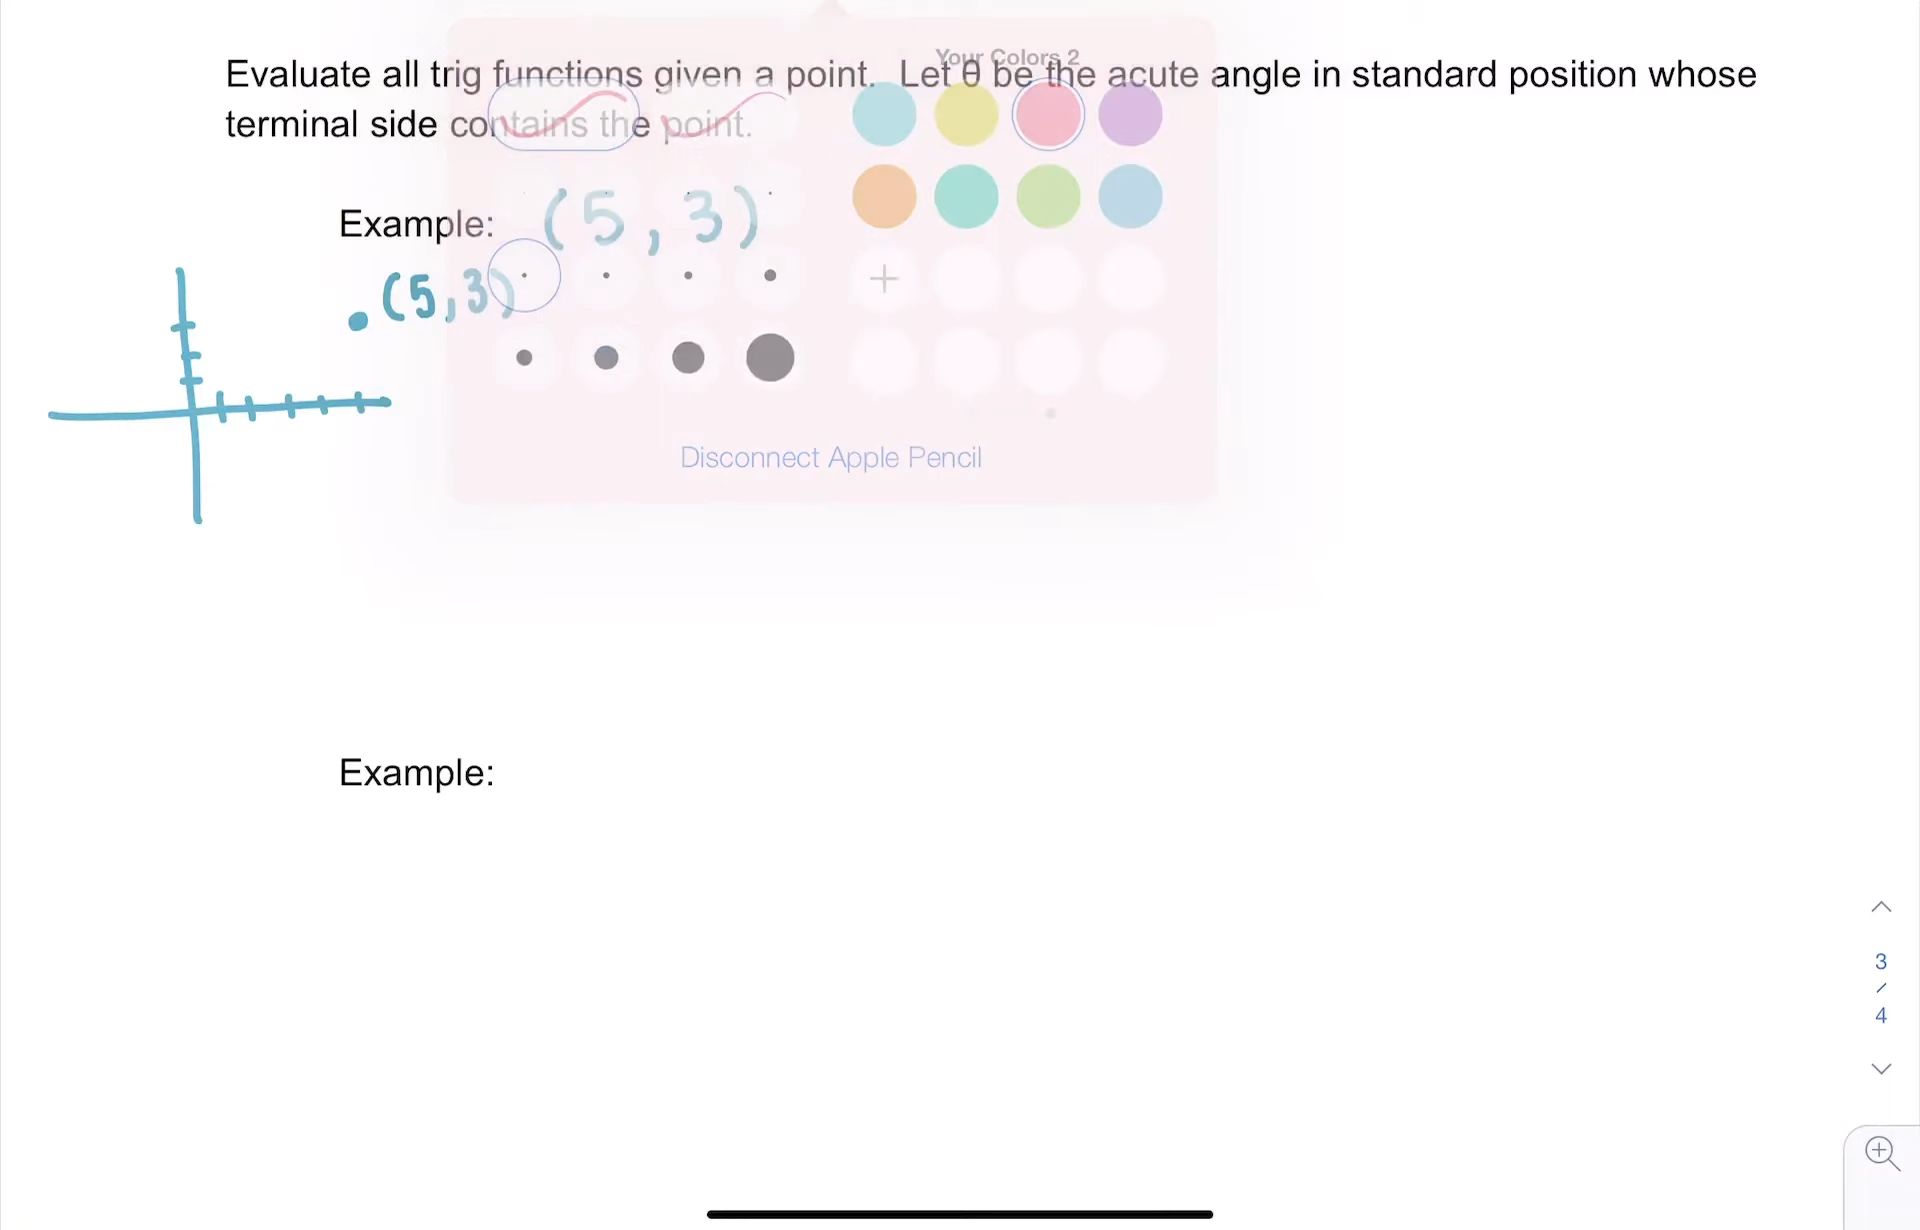 Your Colors 2
Evaluate all trig functions given a point. Let θ be the acute angle in standard position whose
terminal side contains the point.
Example: (5, 3)
(5,3)
Disconnect Apple Pencil
Example:
3
/
4